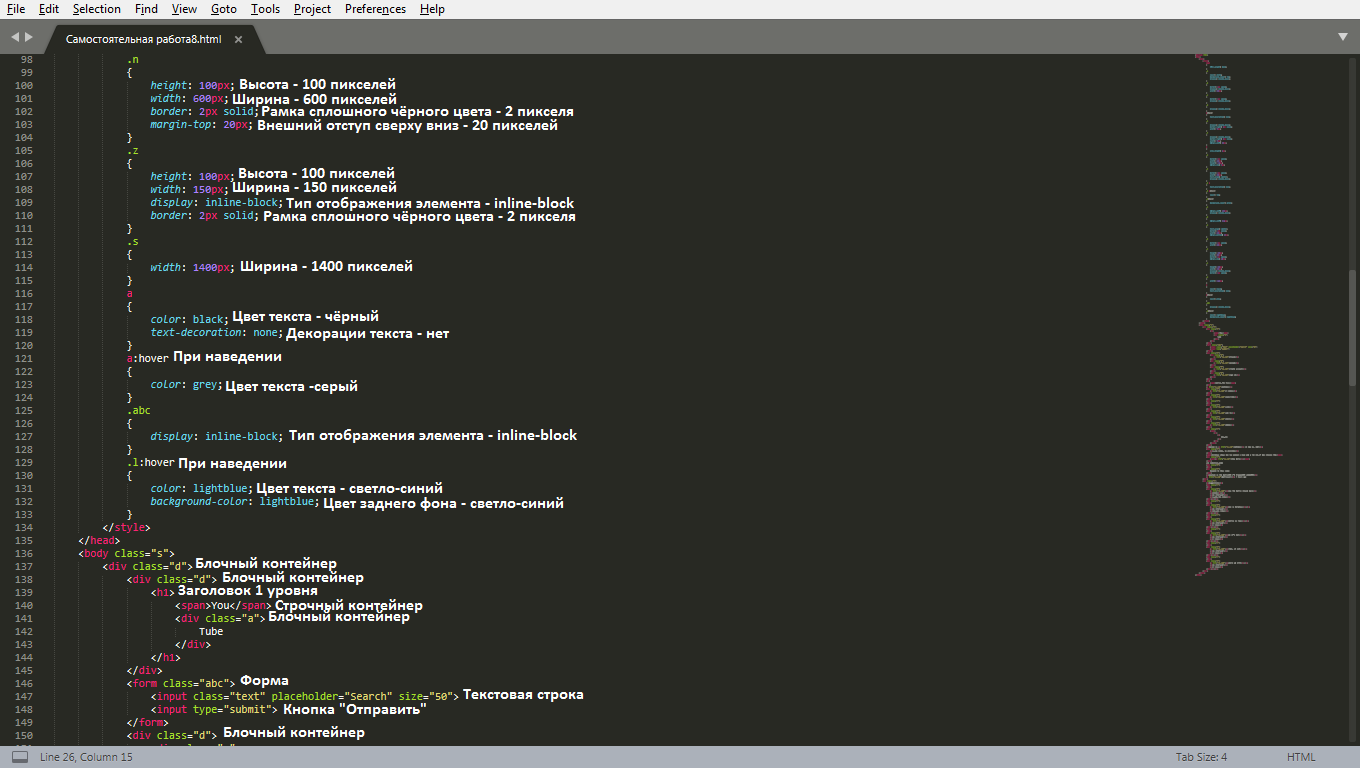 File Edit Selection Find View Goto Tools Project Preferences Help
Самостоятельная работа8.html ×
98 .n
99 {
100 height: 100px; Высота - 100 пикселей
101 width: 600px; Ширина - 600 пикселей
102 border: 2px solid; Рамка сплошного чёрного цвета - 2 пикселя
103 margin-top: 20px; Внешний отступ сверху вниз - 20 пикселей
104 }
105 .z
106 {
107 height: 100px; Высота - 100 пикселей
108 width: 150px; Ширина - 150 пикселей
109 display: inline-block; Тип отображения элемента - inline-block
110 border: 2px solid; Рамка сплошного чёрного цвета - 2 пикселя
111 }
112 .s
113 {
114 width: 1400px; Ширина - 1400 пикселей
115 }
116 a
117 {
118 color: black; Цвет текста - чёрный
119 text-decoration: none; Декорации текста - нет
120 }
121 a:hover При наведении
122 {
123 color: grey; Цвет текста -серый
124 }
125 .abc
126 {
127 display: inline-block; Тип отображения элемента - inline-block
128 }
129 .l:hover При наведении
130 {
131 color: lightblue; Цвет текста - светло-синий
132 background-color: lightblue; Цвет заднего фона - светло-синий
133 }
134 </style>
135 </head>
136 <body class="s">
137 <div class="d"> Блочный контейнер
138 <div class="d"> Блочный контейнер
139 <h1> Заголовок 1 уровня
140 <span>You</span> Строчный контейнер
141 <div class="a"> Блочный контейнер
142 Tube
143 </div>
144 </h1>
145 </div>
146 <form class="abc"> Форма
147 <input class="text" placeholder="Search" size="50"> Текстовая строка
148 <input type="submit"> Кнопка "Отправить"
149 </form>
150 <div class="d"> Блочный контейнер
Line 26, Column 15 Tab Size: 4 HTML